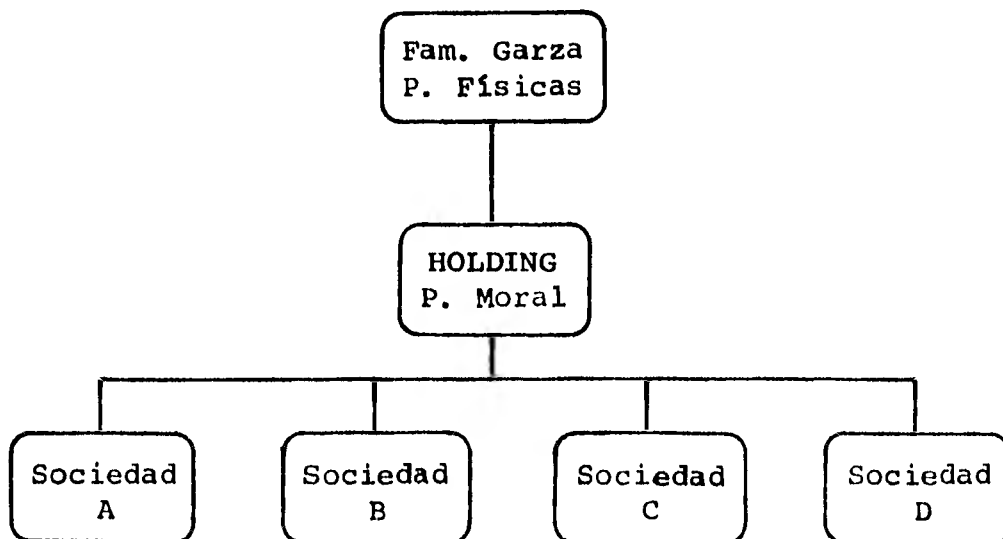 Fam. Garza
P. Físicas
HOLDING
P. Moral
Sociedad
A
Sociedad
B
Sociedad
C
Sociedad
D